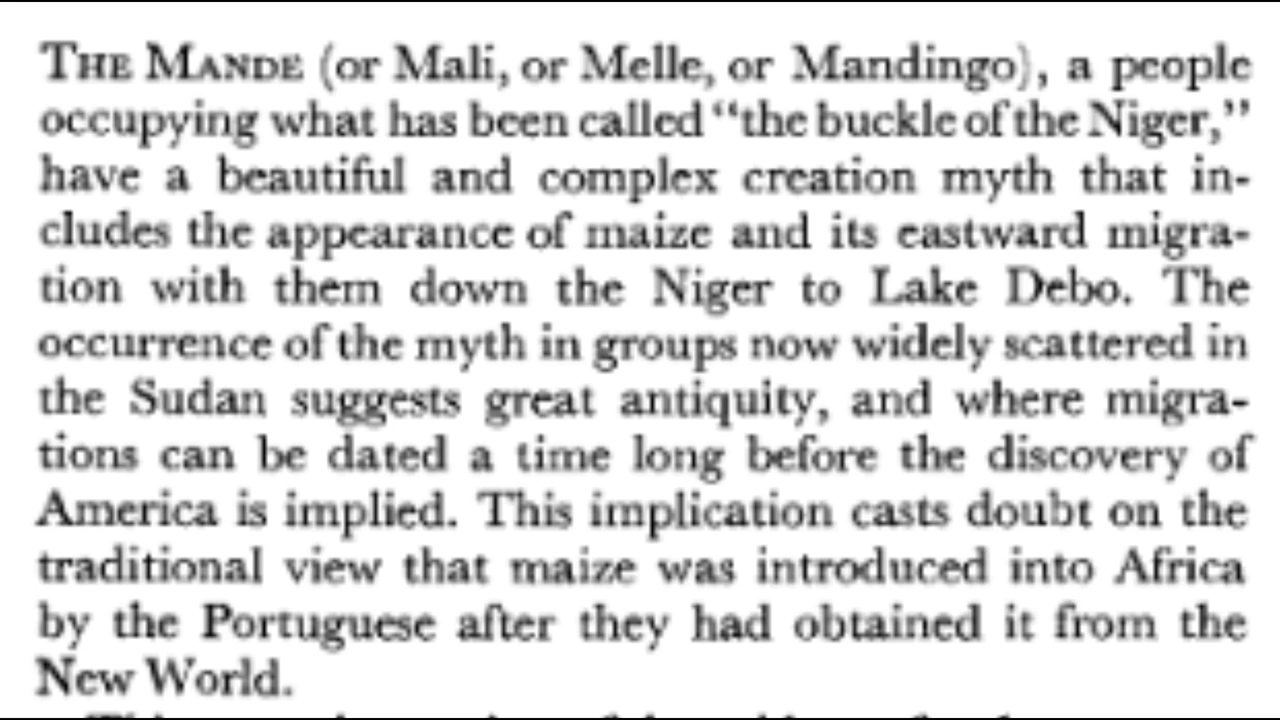 THE MANDE (or Mali, or Melle, or Mandingo), a people
occupying what has been called “the buckle of the Niger,”
have a beautiful and complex creation myth that in-
cludes the appearance of maize and its eastward migra-
tion with them down the Niger to Lake Debo. The
occurrence of the myth in groups now widely scattered in
the Sudan suggests great antiquity, and where migra-
tions can be dated a time long before the discovery of
America is implied. This implication casts doubt on the
traditional view that maize was introduced into Africa
by the Portuguese after they had obtained it from the
New World.